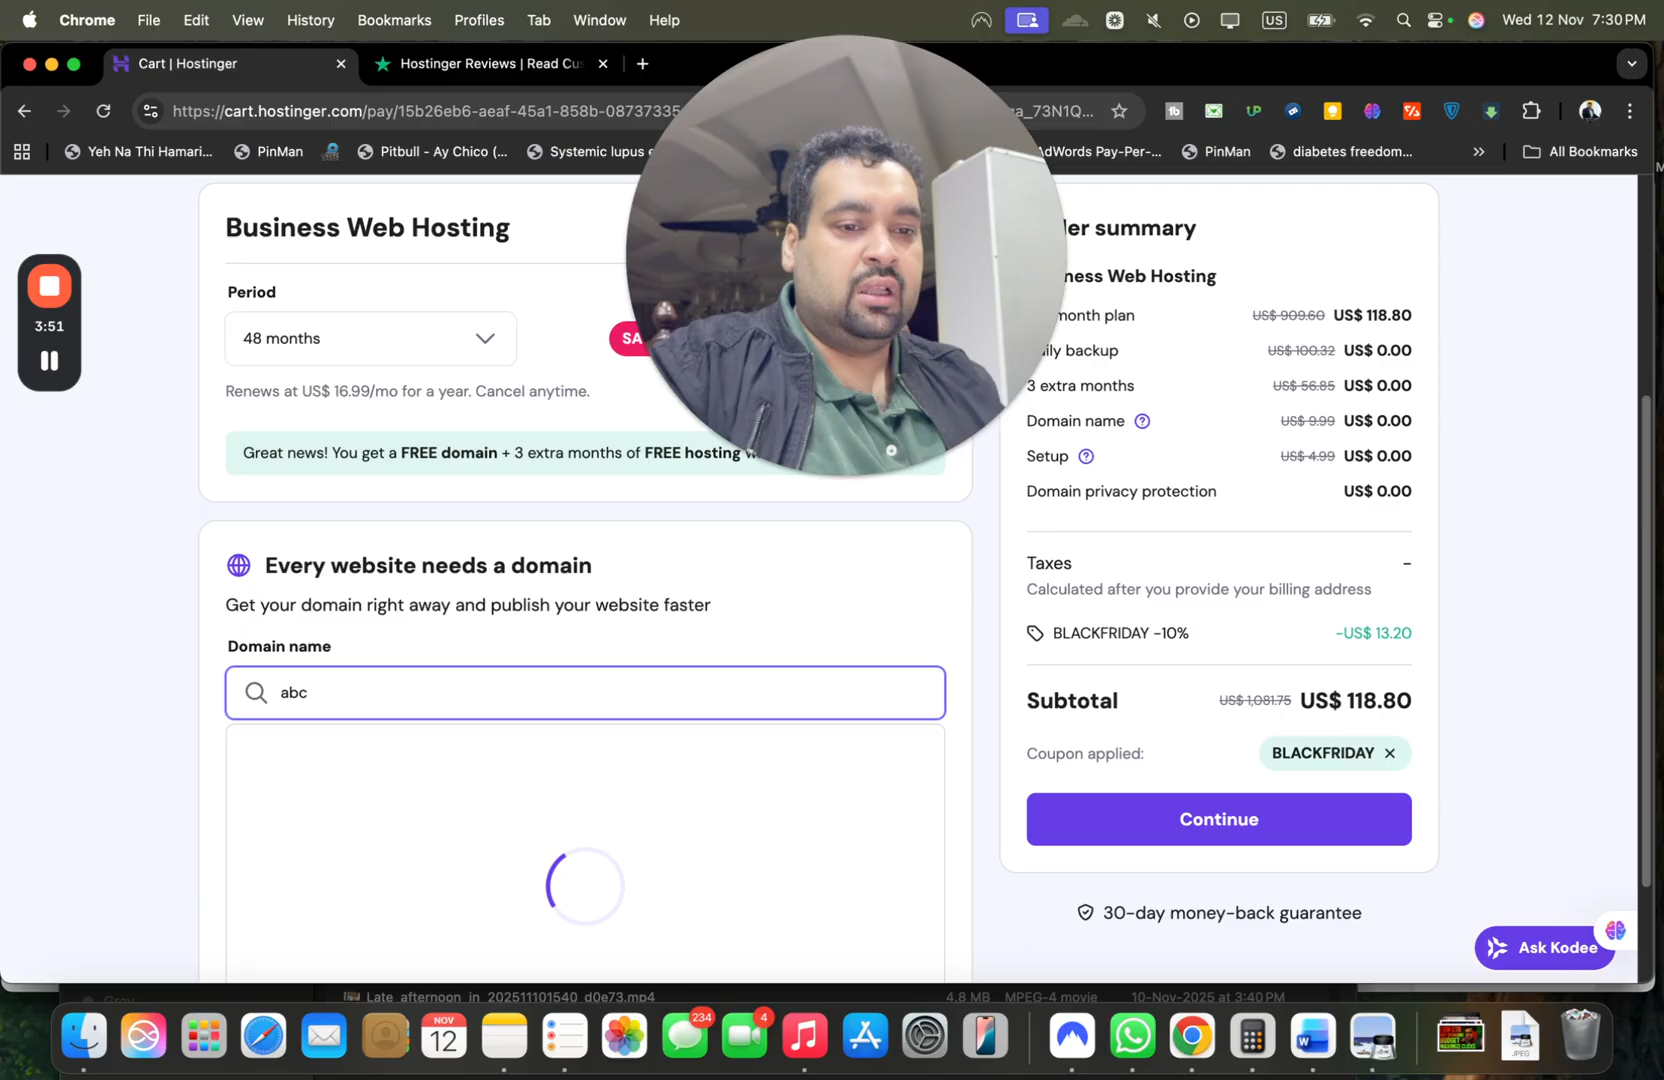 Chrome File Edit View History Bookmarks Profiles Tab Window Help US Wed 12 Nov 7:30 PM
Cart | Hostinger Hostinger Reviews | Read Cus
https://cart.hostinger.com/pay/15b26eb6-aeaf-45a1-858b-08737335 _73N1Q...
Yeh Na Thi Hamari... PinMan Pitbull - Ay Chico (... Systemic lupus e AdWords Pay-Per-... PinMan diabetes freedom... » All Bookmarks
Business Web Hosting
Period
48 months
SA
Renews at US$ 16.99/mo for a year. Cancel anytime.
Great news! You get a FREE domain + 3 extra months of FREE hosting
3:51
Every website needs a domain
Get your domain right away and publish your website faster
Domain name
abc
er summary
ness Web Hosting
month plan US$ 909.60 US$ 118.80
ily backup US$ 100.32 US$ 0.00
3 extra months US$ 56.85 US$ 0.00
Domain name US$ 9.99 US$ 0.00
Setup US$ 4.99 US$ 0.00
Domain privacy protection US$ 0.00
Taxes -
Calculated after you provide your billing address
BLACKFRIDAY -10% -US$ 13.20
Subtotal US$ 1,081.75 US$ 118.80
Coupon applied: BLACKFRIDAY
Continue
30-day money-back guarantee
Ask Kodee
Late_afternoon_in_202511101540_d0e73.mp4 4.8 MB MPEG-4 movie 10-Nov-2025 at 3:40 PM
NOV
12
234
4
JPEG